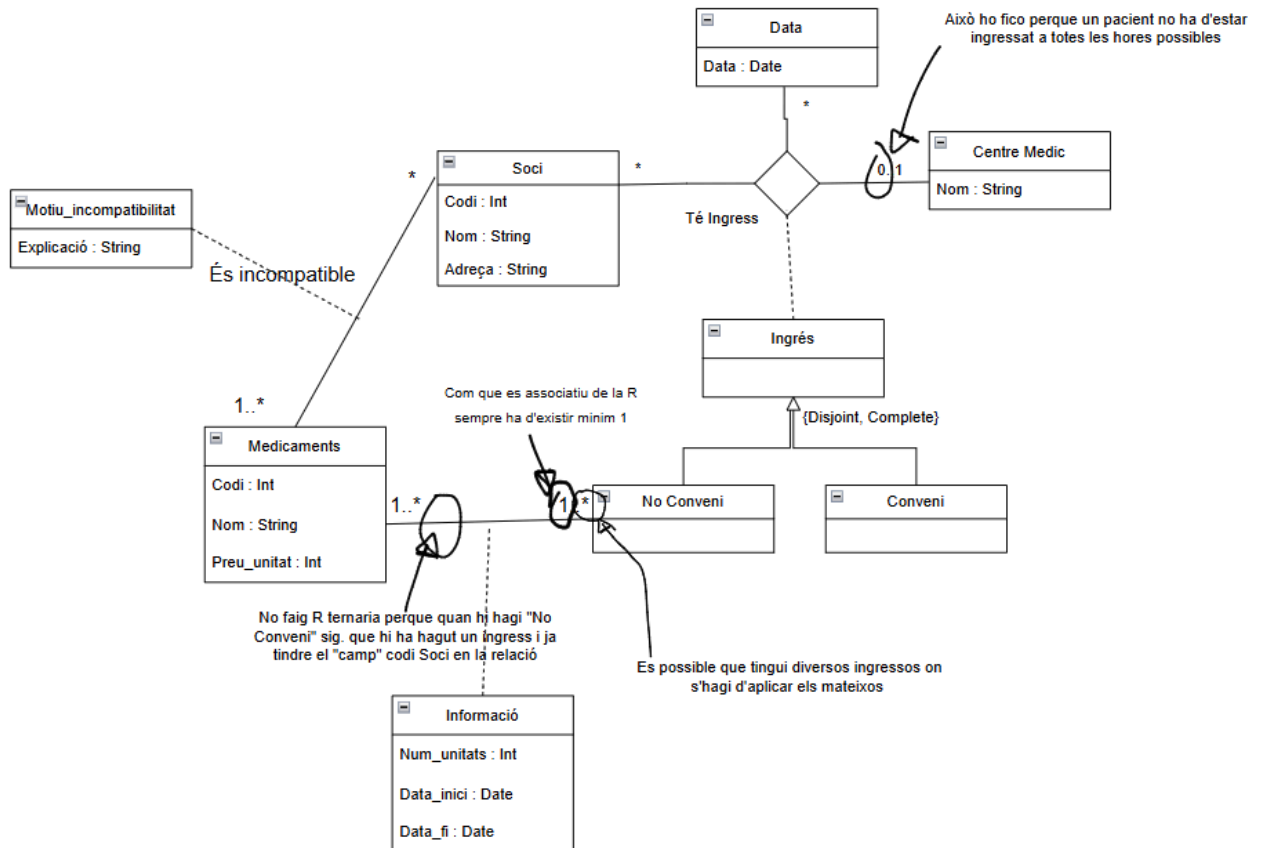 Data
Data : Date
*
Això ho fico perque un pacient no ha d'estar
ingressat a totes les hores possibles
Centre Medic
Nom : String
0..1
Té Ingress
*
Soci
Codi : Int
Nom : String
Adreça : String
*
Motiu_incompatibilitat
Explicació : String
És incompatible
1..*
Ingrés
{Disjoint, Complete}
Com que es associatiu de la R
sempre ha d'existir minim 1
Medicaments
Codi : Int
Nom : String
Preu_unitat : Int
1..*
1..*
No Conveni
Conveni
No faig R ternaria perque quan hi hagi "No
Conveni" sig. que hi ha hagut un ingress i ja
tindre el "camp" codi Soci en la relació
Es possible que tingui diversos ingressos on
s'hagi d'aplicar els mateixos
Informació
Num_unitats : Int
Data_inici : Date
Data_fi : Date